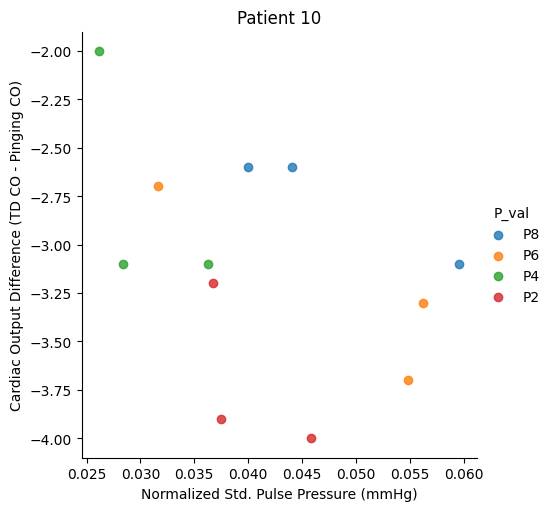 Patient 10
Cardiac Output Difference (TD CO - Pinging CO)
−2.00
−2.25
−2.50
−2.75
−3.00
−3.25
−3.50
−3.75
−4.00
P_val
P8
P6
P4
P2
0.025 0.030 0.035 0.040 0.045 0.050 0.055 0.060
Normalized Std. Pulse Pressure (mmHg)